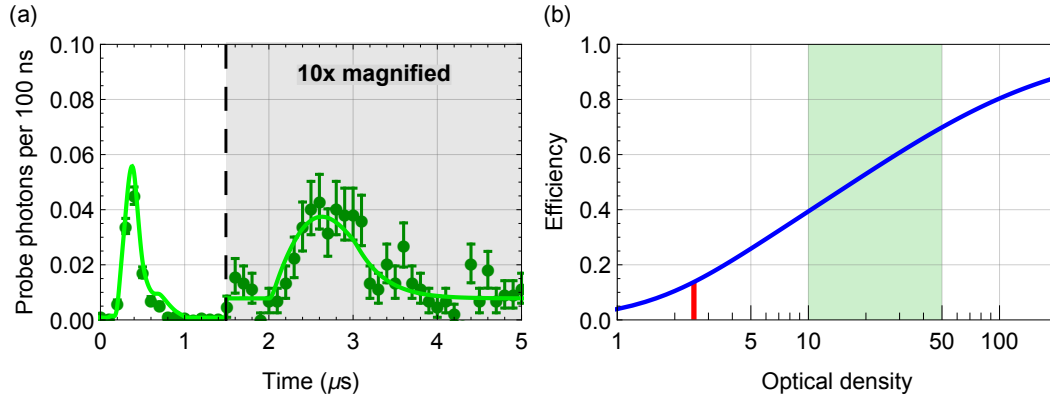 (a)
Probe photons per 100 ns
0.10
0.08
0.06
0.04
0.02
0.00
10x magnified
0 1 2 3 4 5
Time (μs)
(b)
Efficiency
1.0
0.8
0.6
0.4
0.2
0.0
1 5 10 50 100
Optical density